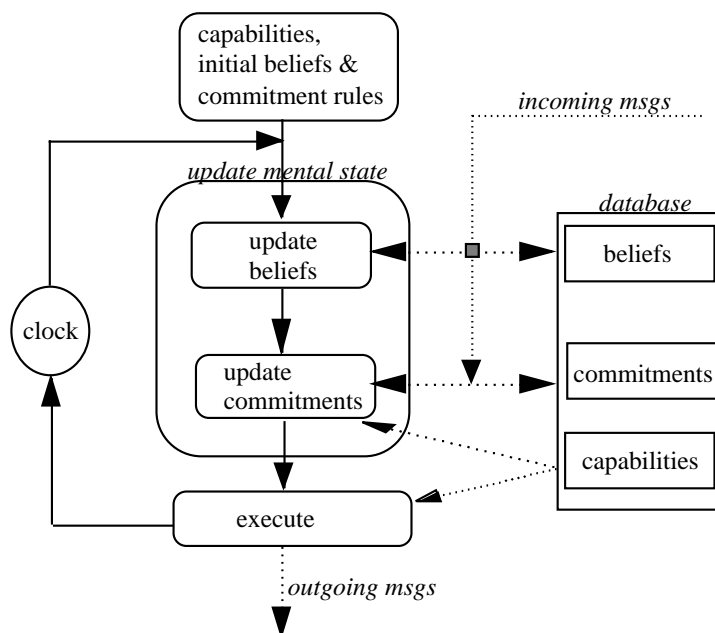 capabilities,
initial beliefs &
commitment rules
incoming msgs
update mental state
database
update
beliefs
beliefs
clock
update
commitments
commitments
capabilities
execute
outgoing msgs